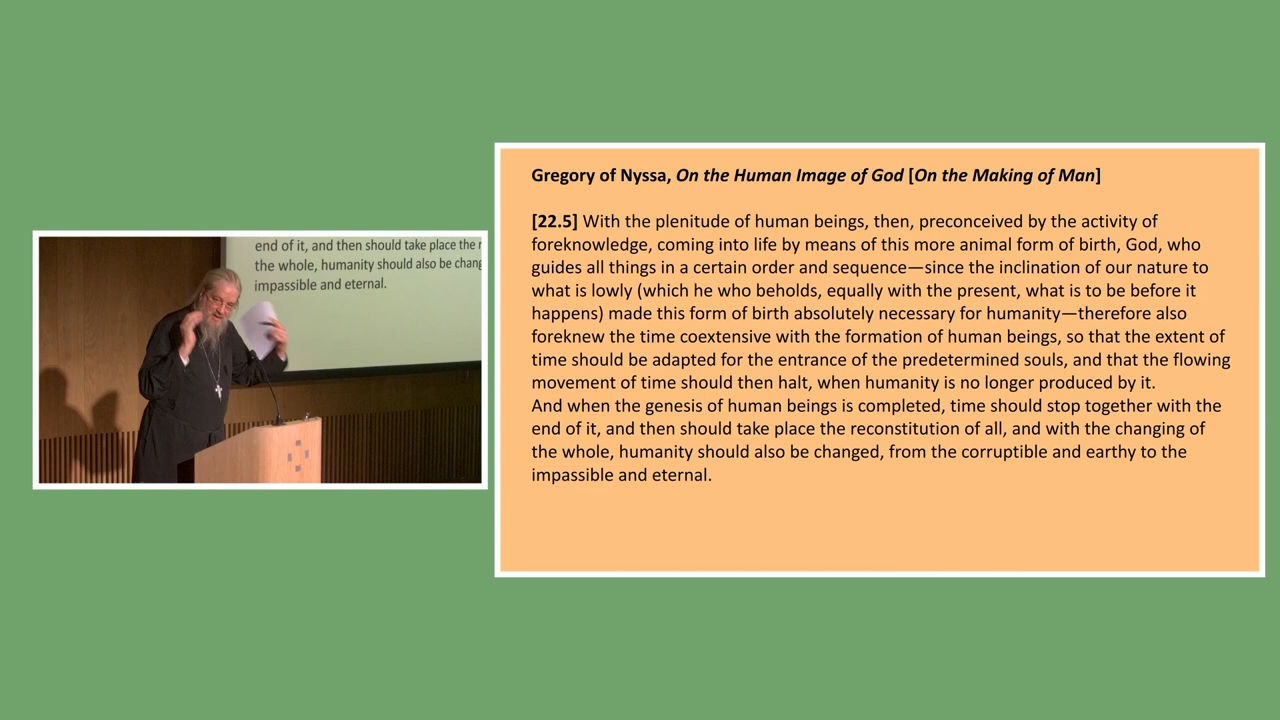 end of it, and then should take place the
the whole, humanity should also be chang
impassible and eternal.
Gregory of Nyssa, On the Human Image of God [On the Making of Man]
[22.5] With the plenitude of human beings, then, preconceived by the activity of
foreknowledge, coming into life by means of this more animal form of birth, God, who
guides all things in a certain order and sequence—since the inclination of our nature to
what is lowly (which he who beholds, equally with the present, what is to be before it
happens) made this form of birth absolutely necessary for humanity—therefore also
foreknew the time coextensive with the formation of human beings, so that the extent of
time should be adapted for the entrance of the predetermined souls, and that the flowing
movement of time should then halt, when humanity is no longer produced by it.
And when the genesis of human beings is completed, time should stop together with the
end of it, and then should take place the reconstitution of all, and with the changing of
the whole, humanity should also be changed, from the corruptible and earthy to the
impassible and eternal.